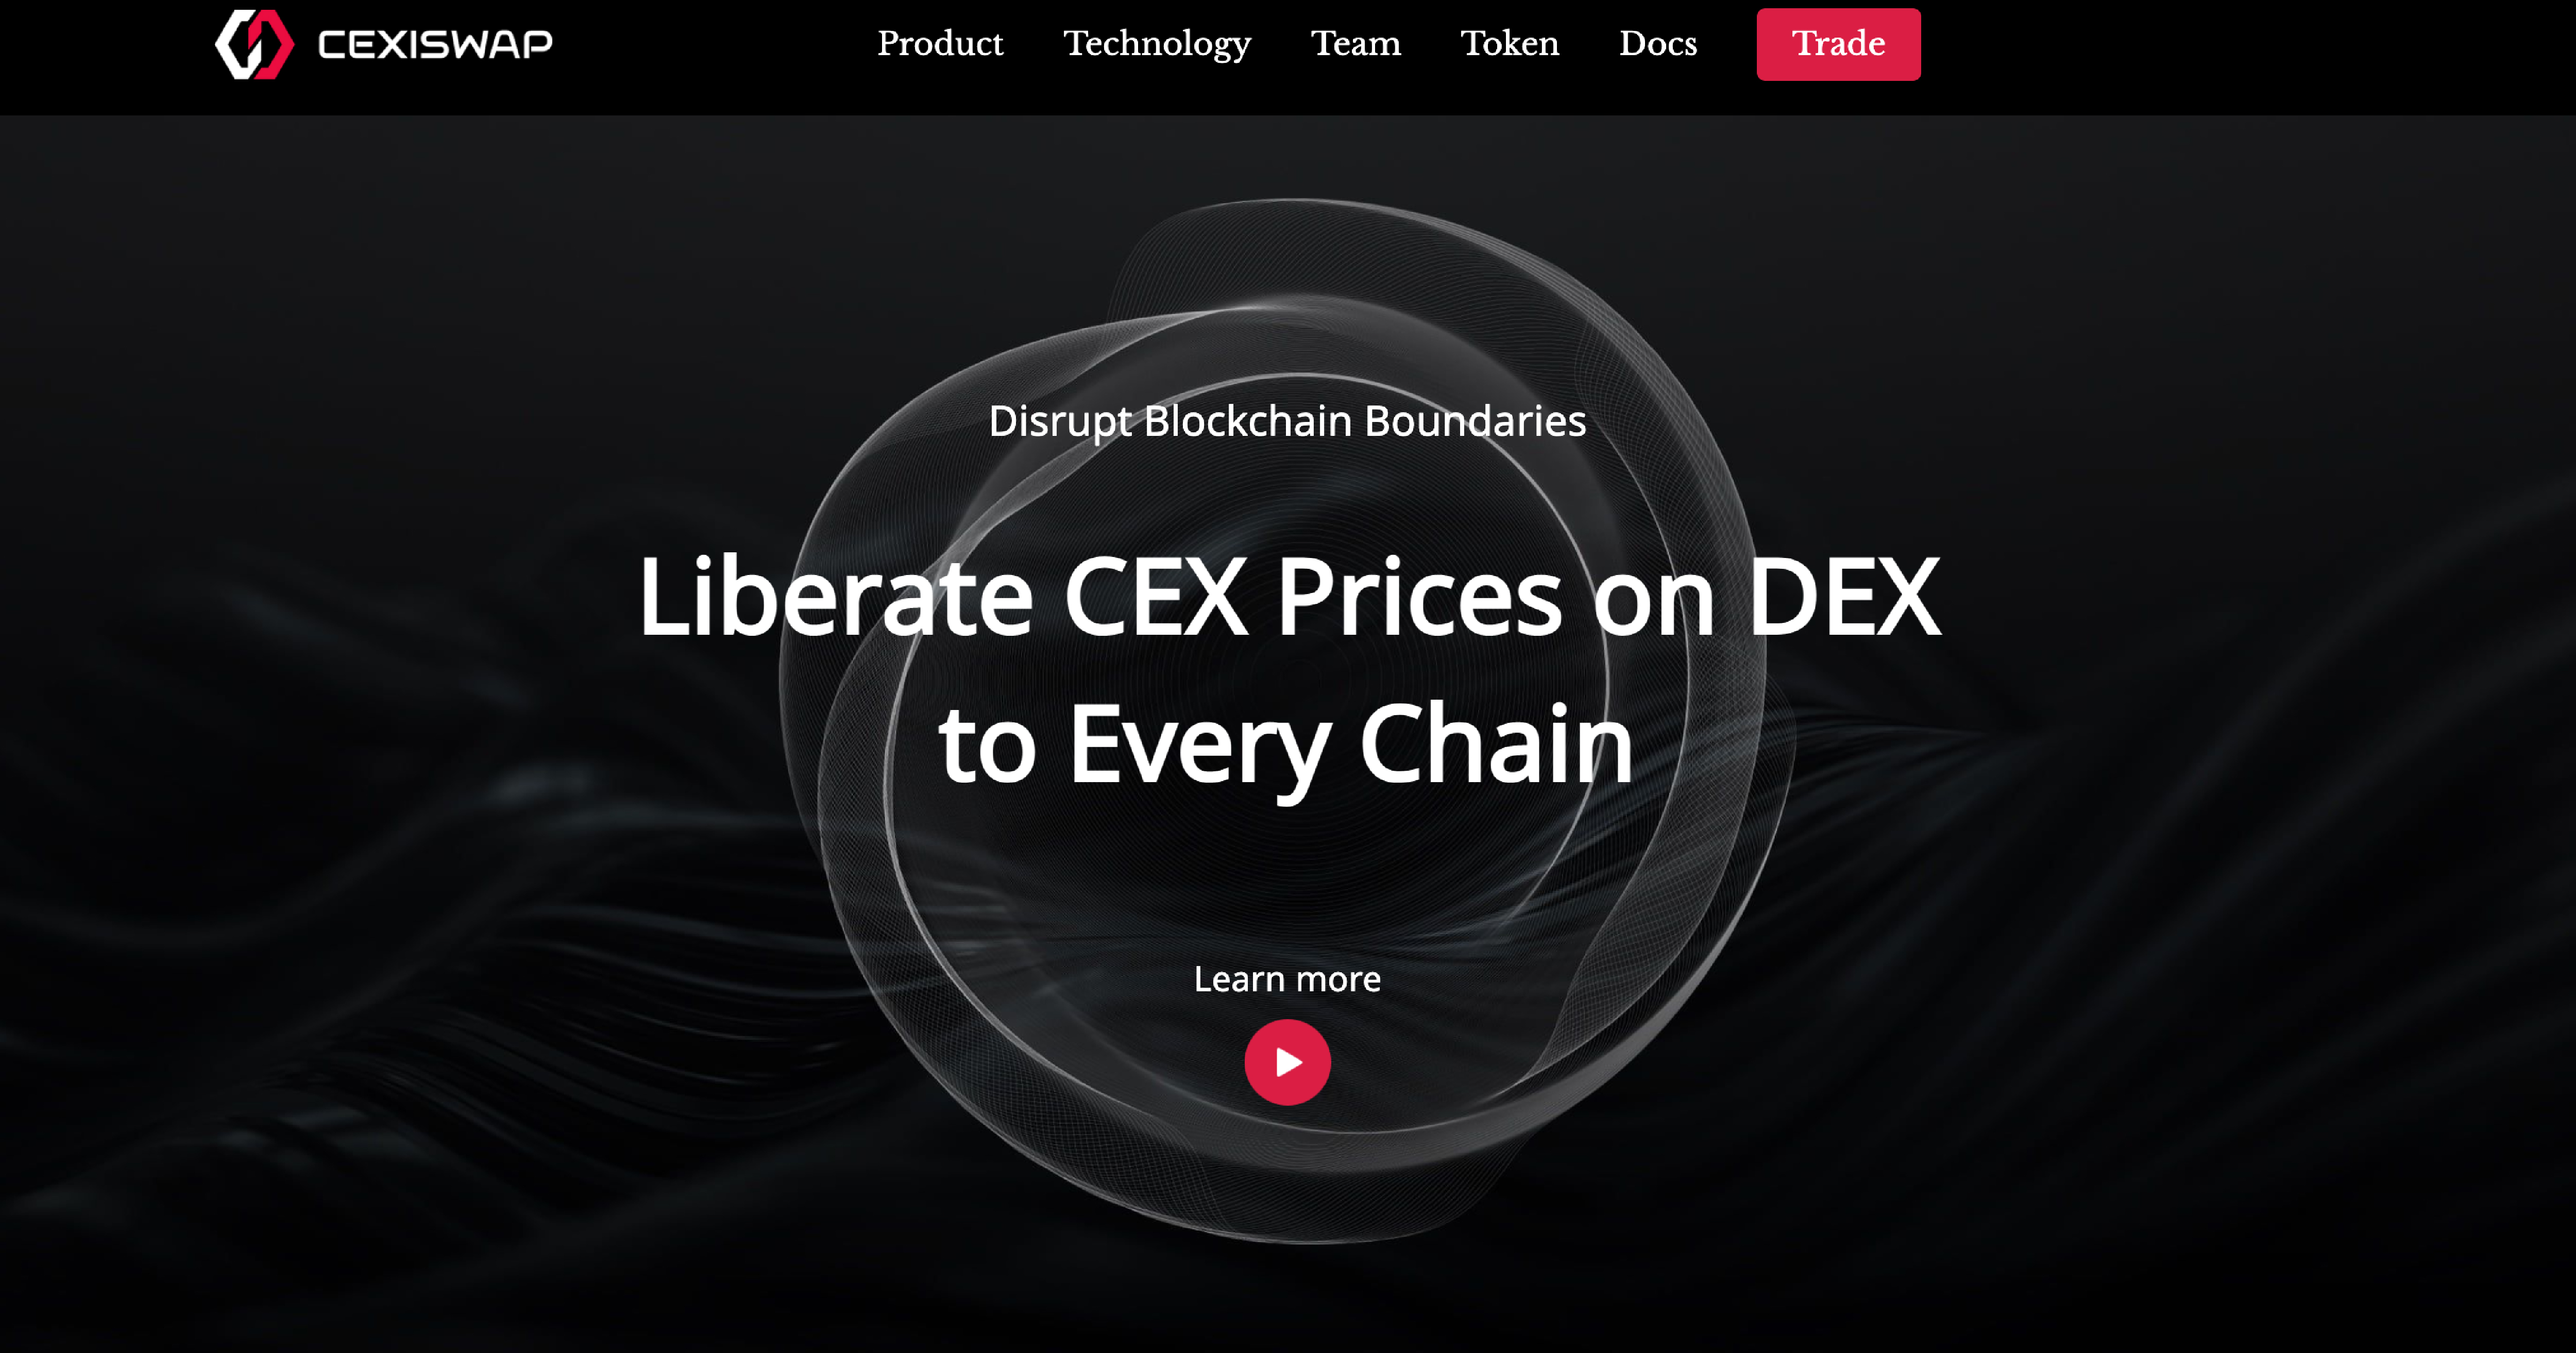 CEXISWAP
Product Technology Team Token Docs Trade
Disrupt Blockchain Boundaries
Liberate CEX Prices on DEX
to Every Chain
Learn more